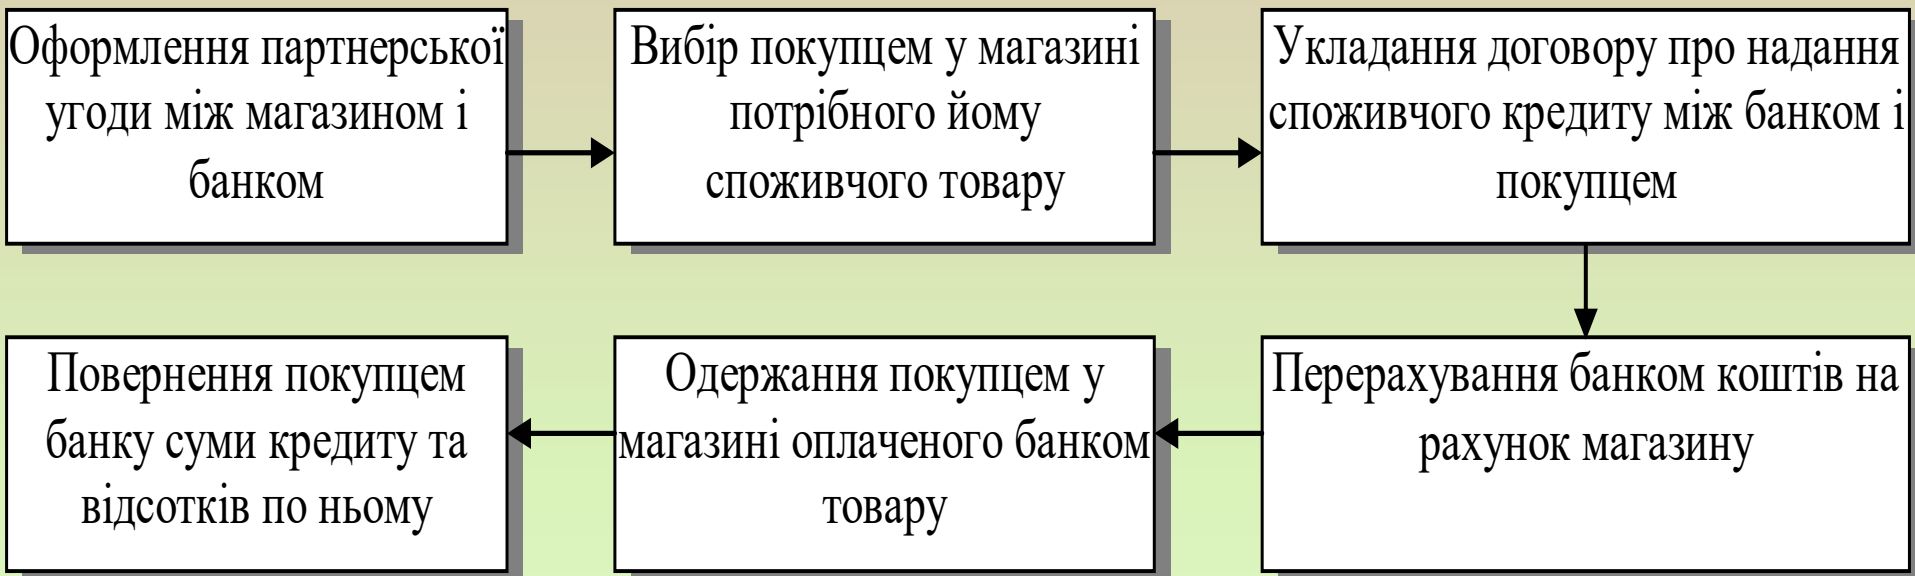 Оформлення партнерської
угоди між магазином і
банком
Вибір покупцем у магазині
потрібного йому
споживчого товару
Укладання договору про надання
споживчого кредиту між банком і
покупцем
Перерахування банком коштів на
рахунок магазину
Одержання покупцем у
магазині оплаченого банком
товару
Повернення покупцем
банку суми кредиту та
відсотків по ньому